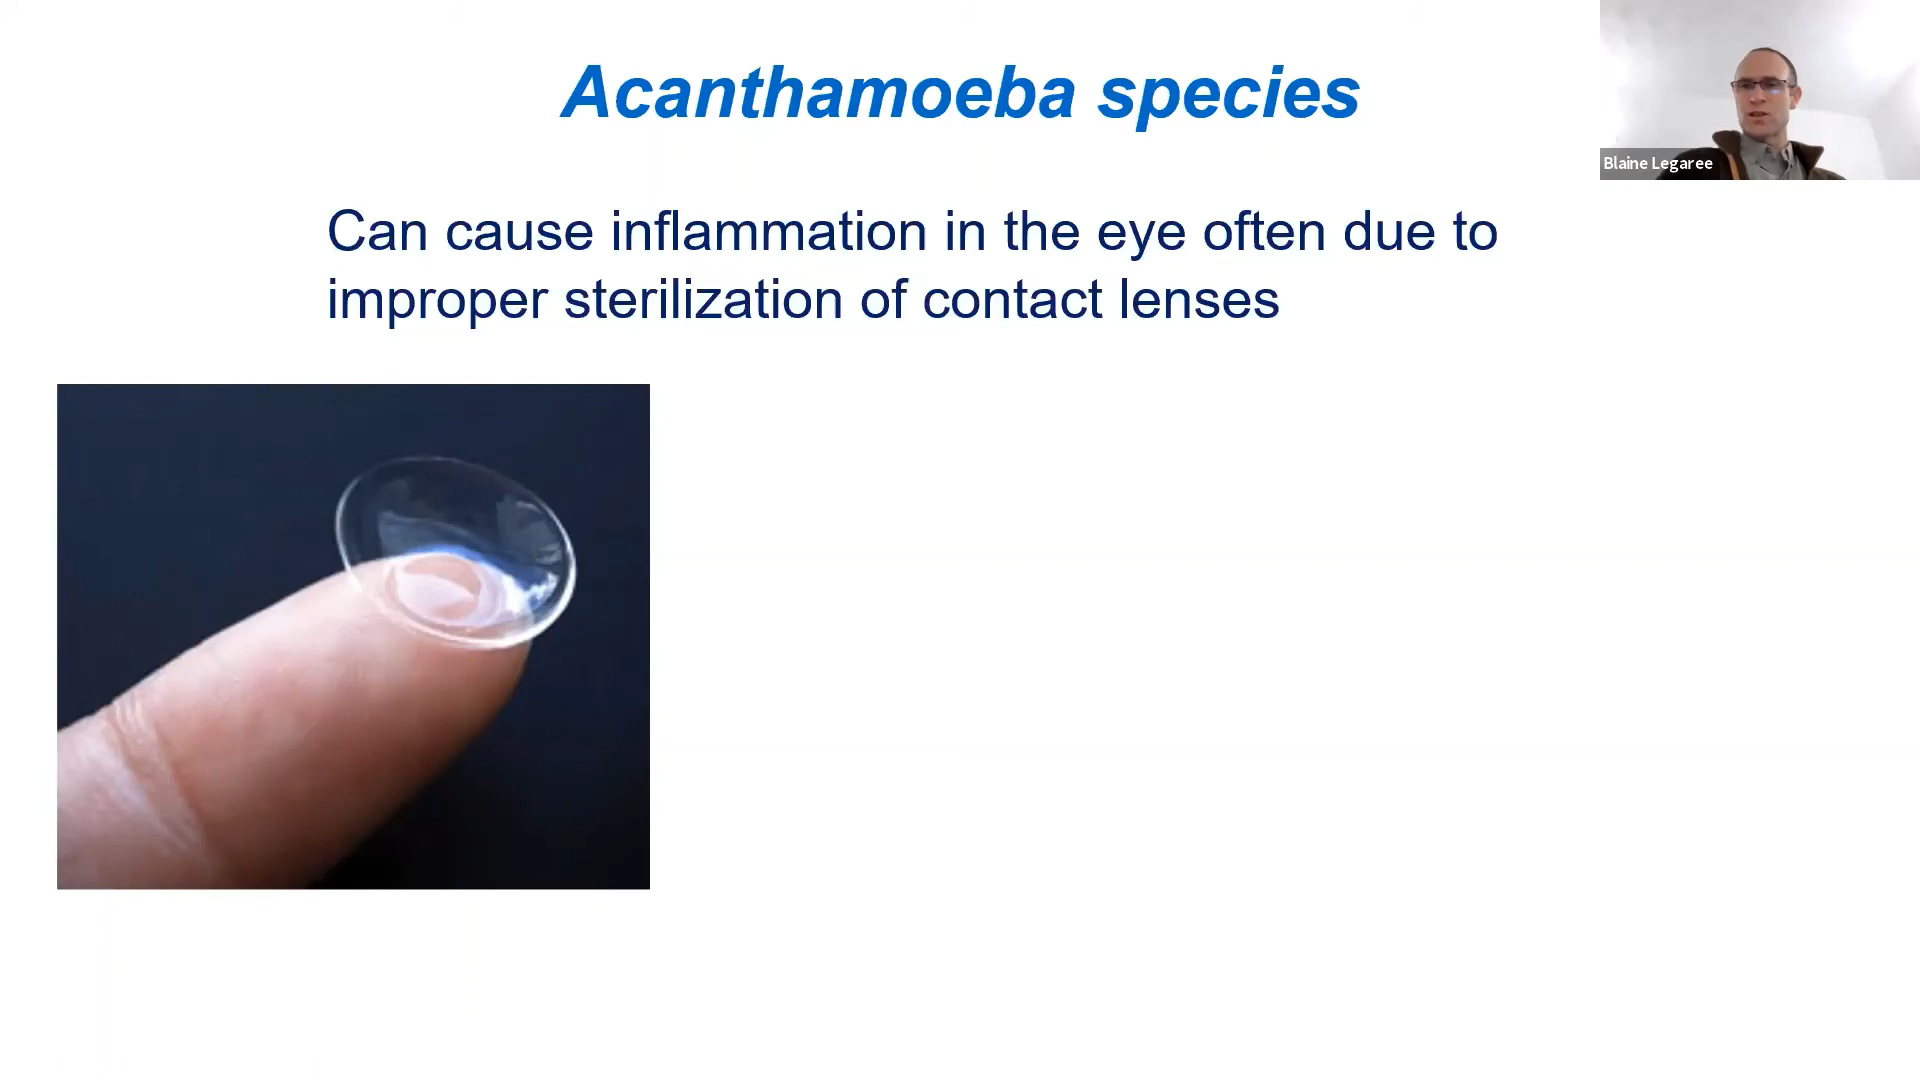 Acanthamoeba species
Blaine Legaree
Can cause inflammation in the eye often due to
improper sterilization of contact lenses